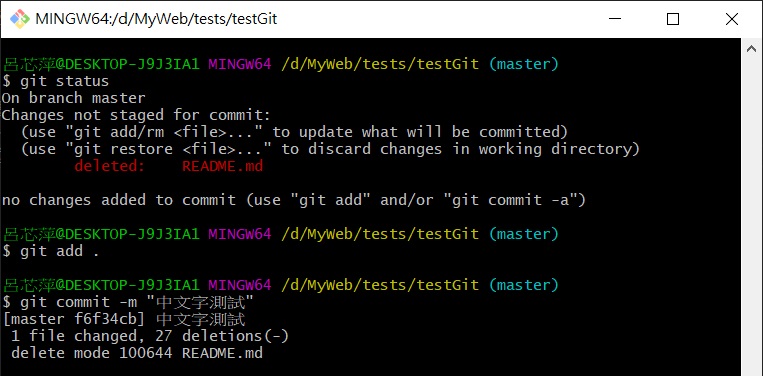 MINGW64:/d/MyWeb/tests/testGit
呂芯萍@DESKTOP-J9J3IA1 MINGW64 /d/MyWeb/tests/testGit (master)
$ git status
On branch master
Changes not staged for commit:
  (use "git add/rm <file>..." to update what will be committed)
  (use "git restore <file>..." to discard changes in working directory)
        deleted:    README.md
no changes added to commit (use "git add" and/or "git commit -a")
呂芯萍@DESKTOP-J9J3IA1 MINGW64 /d/MyWeb/tests/testGit (master)
$ git add .
呂芯萍@DESKTOP-J9J3IA1 MINGW64 /d/MyWeb/tests/testGit (master)
$ git commit -m "中文字測試"
[master f6f34cb] 中文字測試
 1 file changed, 27 deletions(-)
 delete mode 100644 README.md